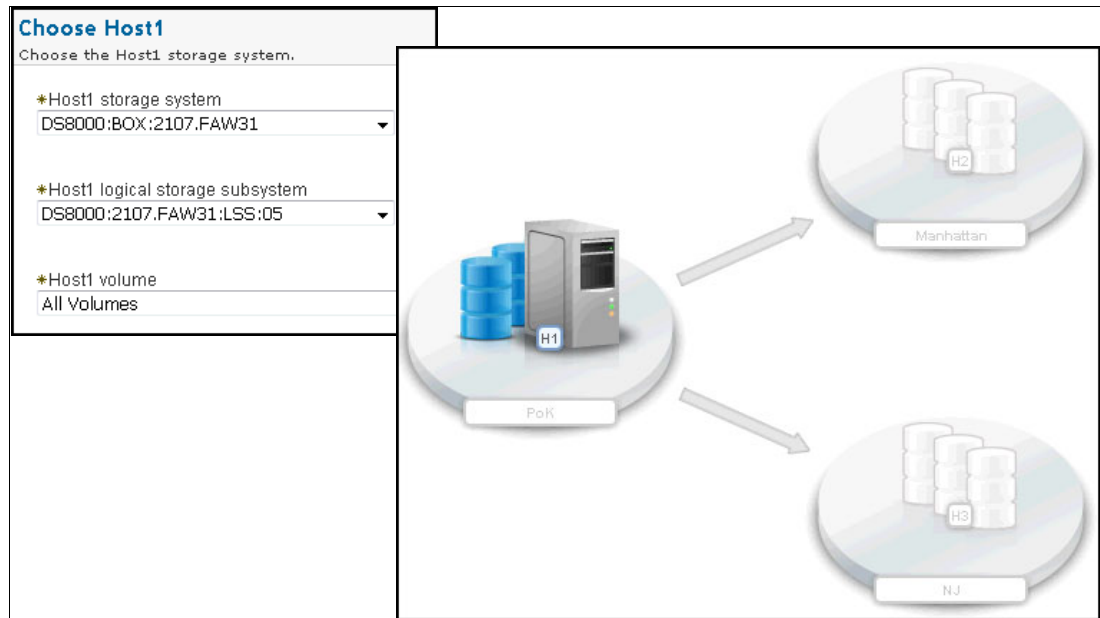 Choose Host1
Choose the Host1 storage system.
*Host1 storage system
DS8000:BOX:2107.FAW31
*Host1 logical storage subsystem
DS8000:2107.FAW31:LSS:05
*Host1 volume
All Volumes
H2
Manhattan
H1
PoK
H3
NJ